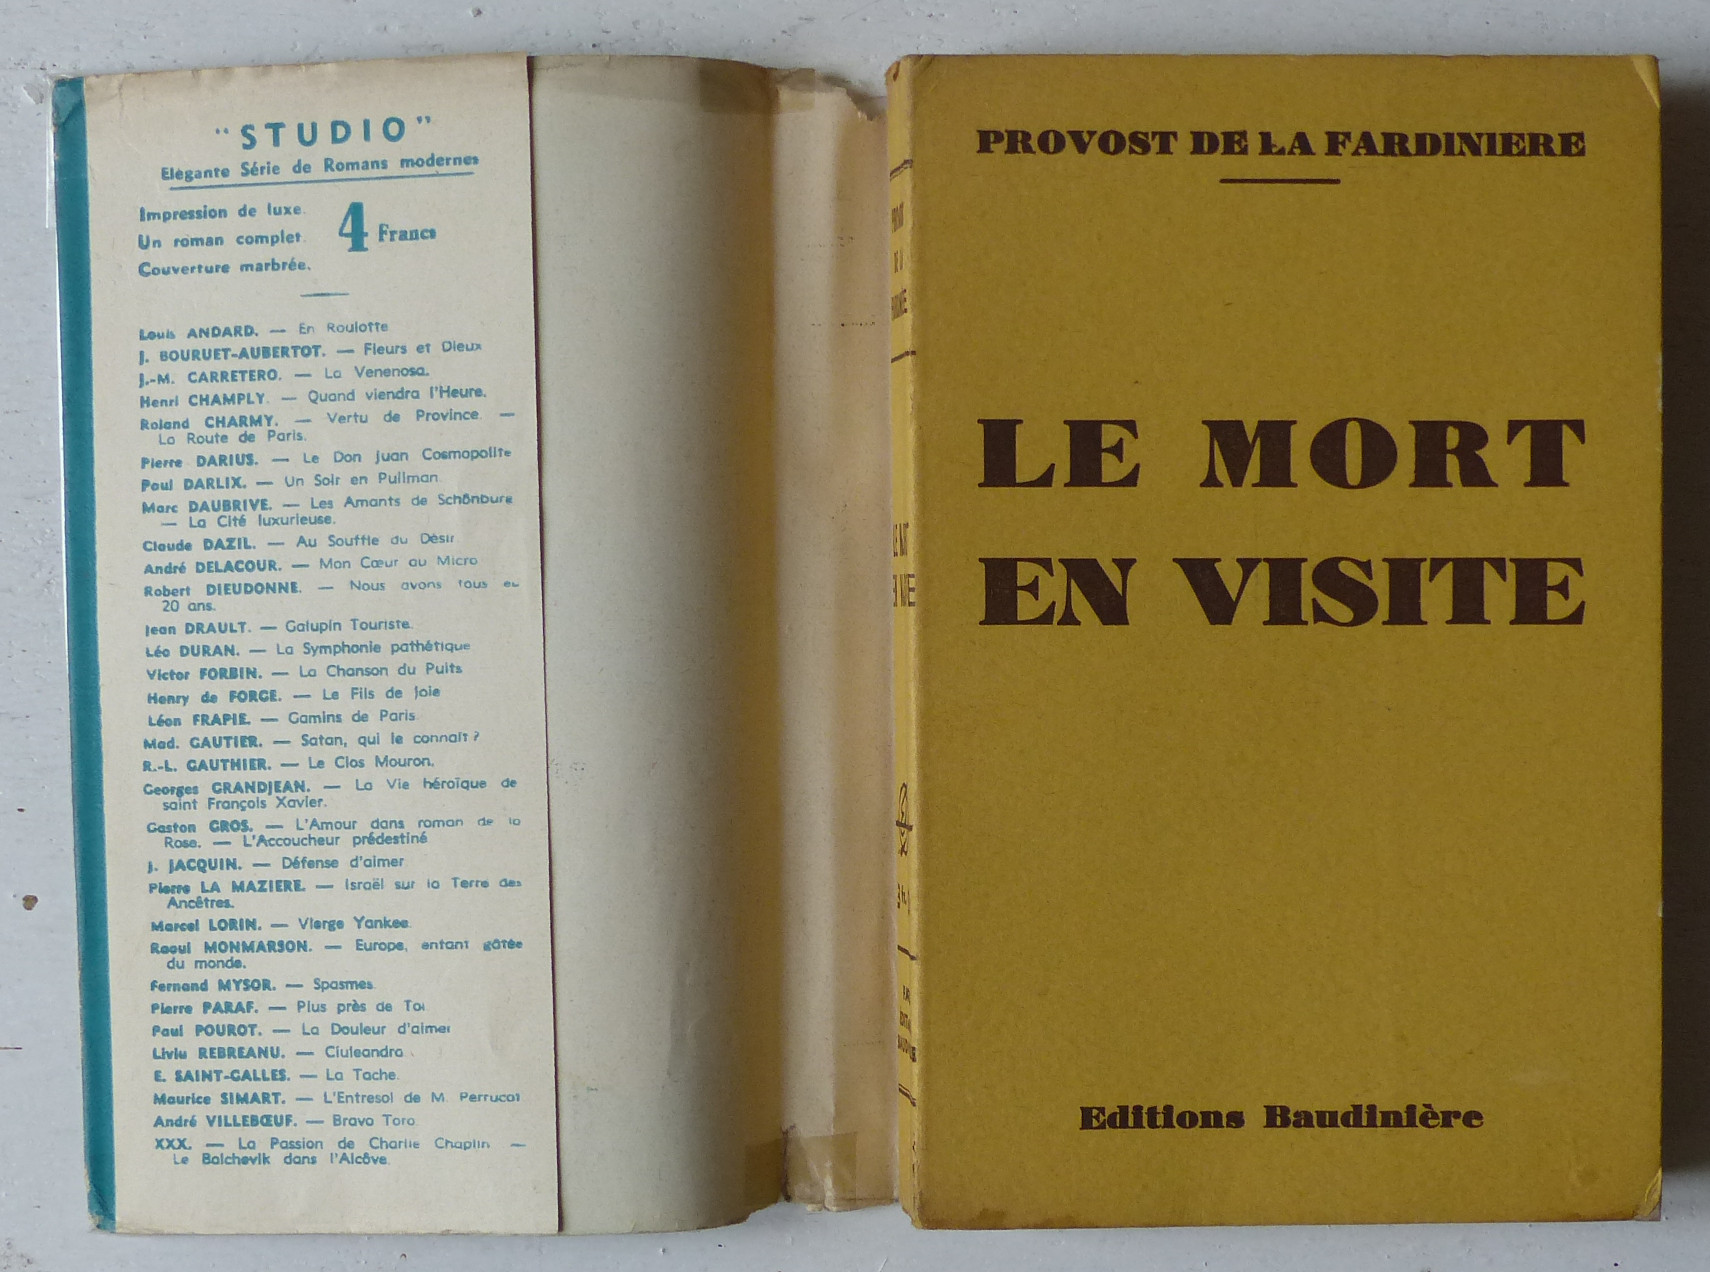 "STUDIO"
Elégante Série de Romans modernes
Impression de luxe.
Un roman complet.
Couverture marbrée.
4 Francs
Louis ANDARD. — En Roulotte
J. BOURUET-AUBERTOT. — Fleurs et Dieux
J.-M. CARRETERO. — La Venenosa.
Henri CHAMPLY. — Quand viendra l'Heure.
Roland CHARMY. — Vertu de Province. —
La Route de Paris.
Pierre DARIUS. — Le Don Juan Cosmopolite
Paul DARLIX. — Un Soir en Pullman
Marc DAUBRIVE. — Les Amants de Schönburg
— La Cité luxurieuse.
Claude DAZIL. — Au Souffle du Désir
André DELACOUR. — Mon Cœur au Micro
Robert DIEUDONNE. — Nous avons tous eu
20 ans.
Jean DRAULT. — Galupin Touriste.
Léo DURAN. — La Symphonie pathétique
Victor FORBIN. — La Chanson du Puits
Henry de FORGE. — Le Fils de Joie
Léon FRAPIE. — Gamins de Paris
Mad. GAUTIER. — Satan, qui le connaît ?
R.-L. GAUTHIER. — Le Clos Mouron.
Georges GRANDJEAN. — La Vie héroïque de
saint François Xavier.
Gaston GROS. — L'Amour dans roman de la
Rose. — L'Accoucheur prédestiné
J. JACQUIN. — Défense d'aimer
Pierre LA MAZIERE. — Israël sur la Terre des
Ancêtres.
Marcel LORIN. — Vierge Yankee.
Raoul MONMARSON. — Europe, enfant gâtée
du monde.
Fernand MYSOR. — Spasmes.
Pierre PARAF. — Plus près de Toi
Paul POUROT. — La Douleur d'aimer
Liviu REBREANU. — Ciuleandra.
E. SAINT-GALLES. — La Tache.
Maurice SIMART. — L'Entresol de M. Perrucot
André VILLEBŒUF. — Bravo Toro.
XXX. — La Passion de Charlie Chaplin —
Le Bolchevik dans l'Alcôve.
PROVOST DE LA FARDINIERE
LE MORT
EN VISITE
Editions Baudinière